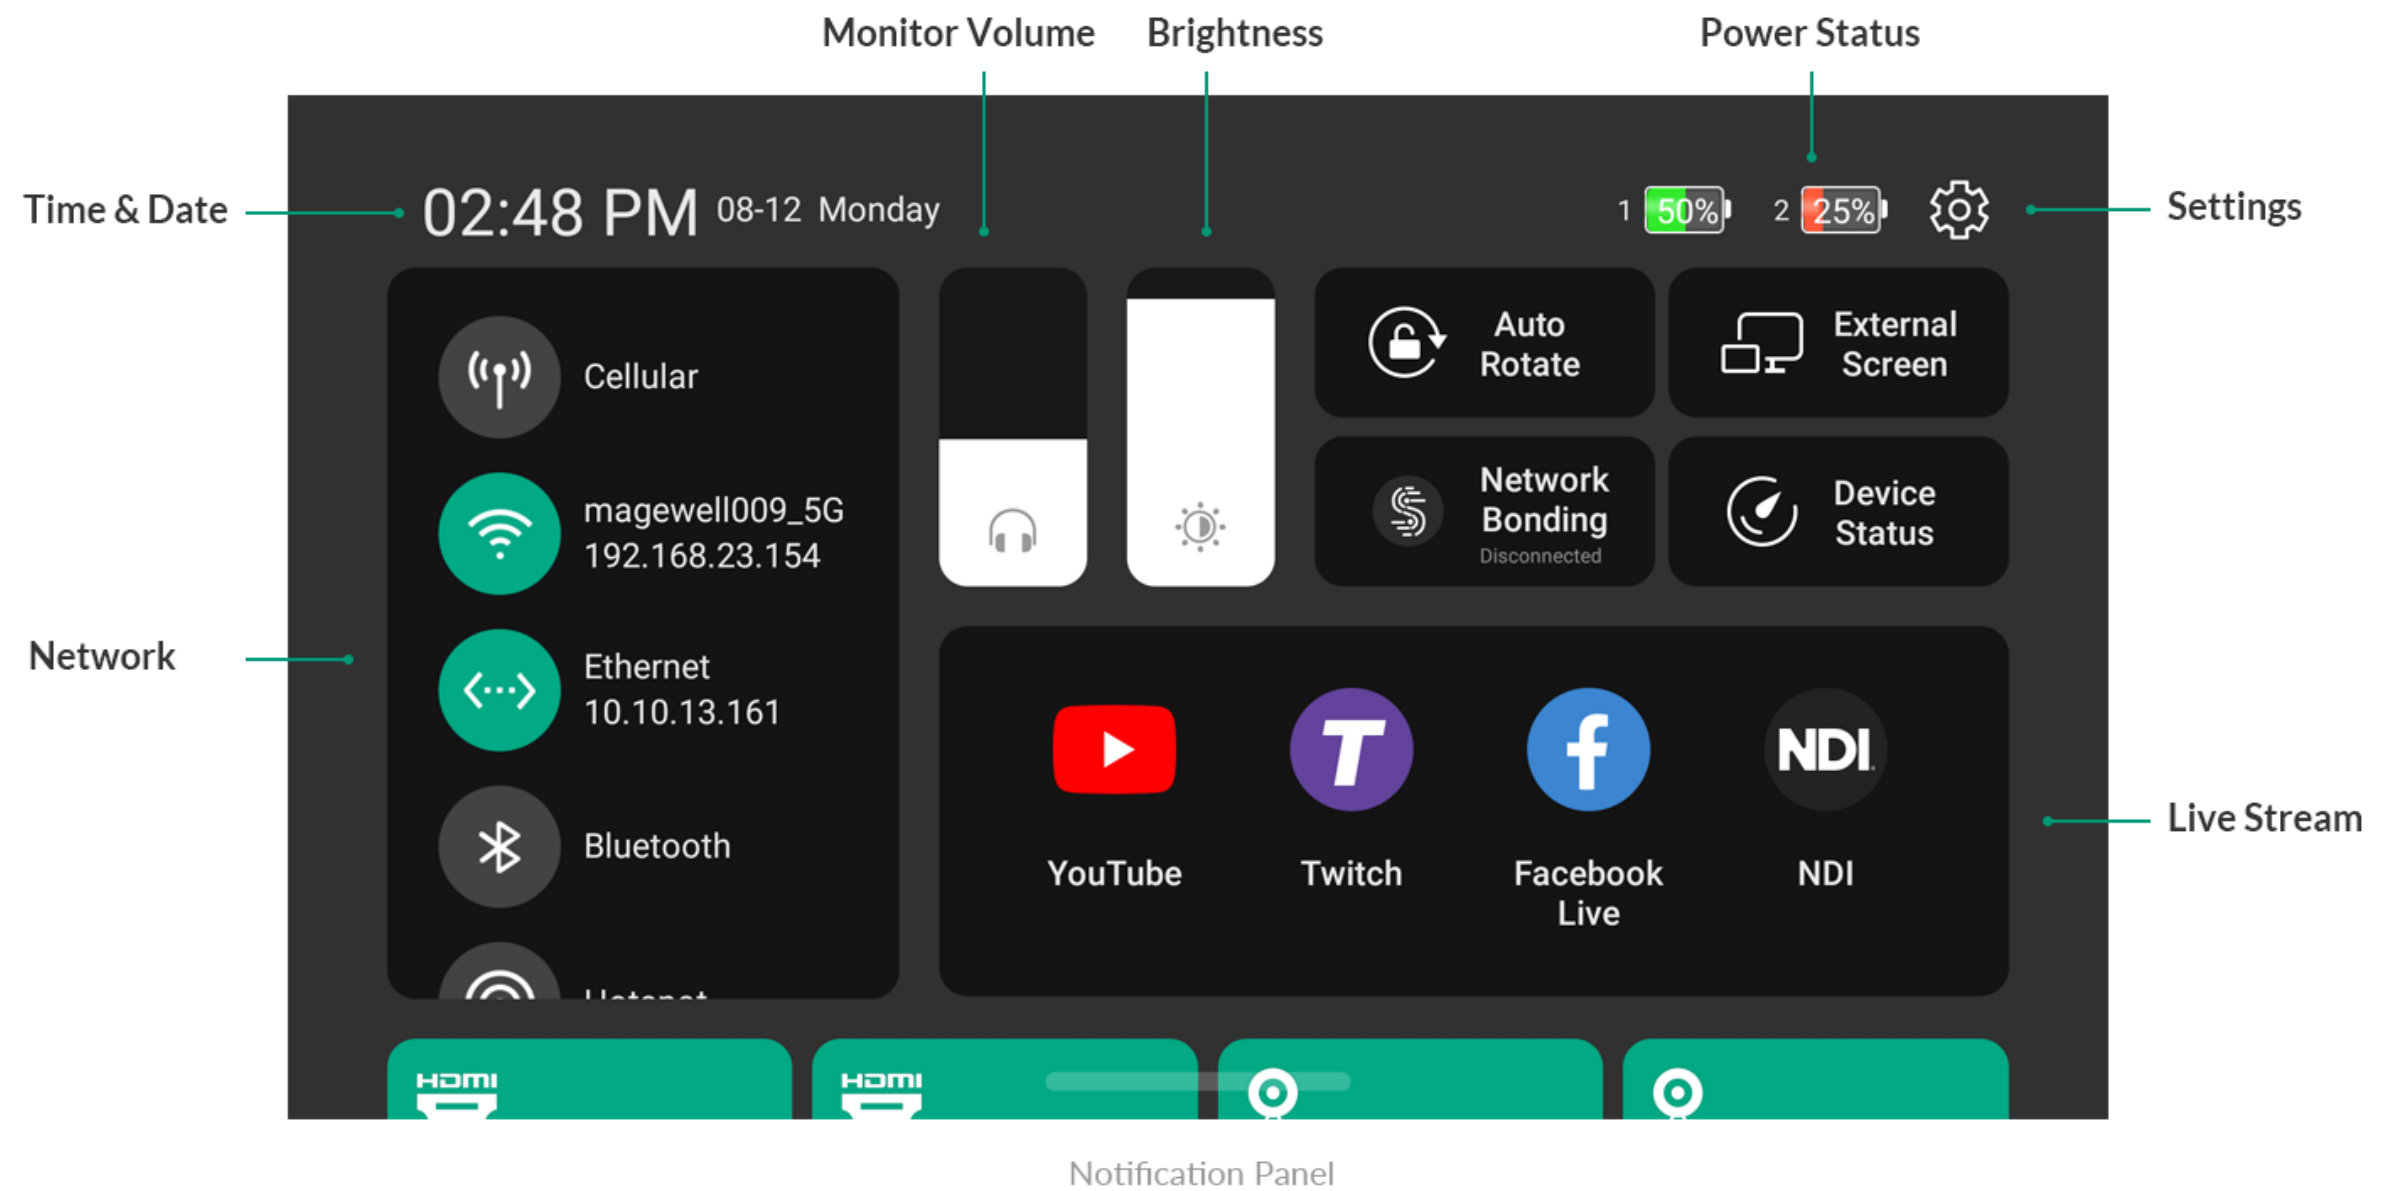 Monitor Volume
Brightness
Power Status
Time & Date
02:48 PM 08-12 Monday
1 50% 2 25%
Settings
Cellular
magewell009_5G
192.168.23.154
Ethernet
10.10.13.161
Bluetooth
Hotspot
Network
Auto
Rotate
External
Screen
Network
Bonding
Disconnected
Device
Status
T
f
NDI
YouTube
Twitch
Facebook
Live
NDI
Live Stream
HDMI
HDMI
Notification Panel